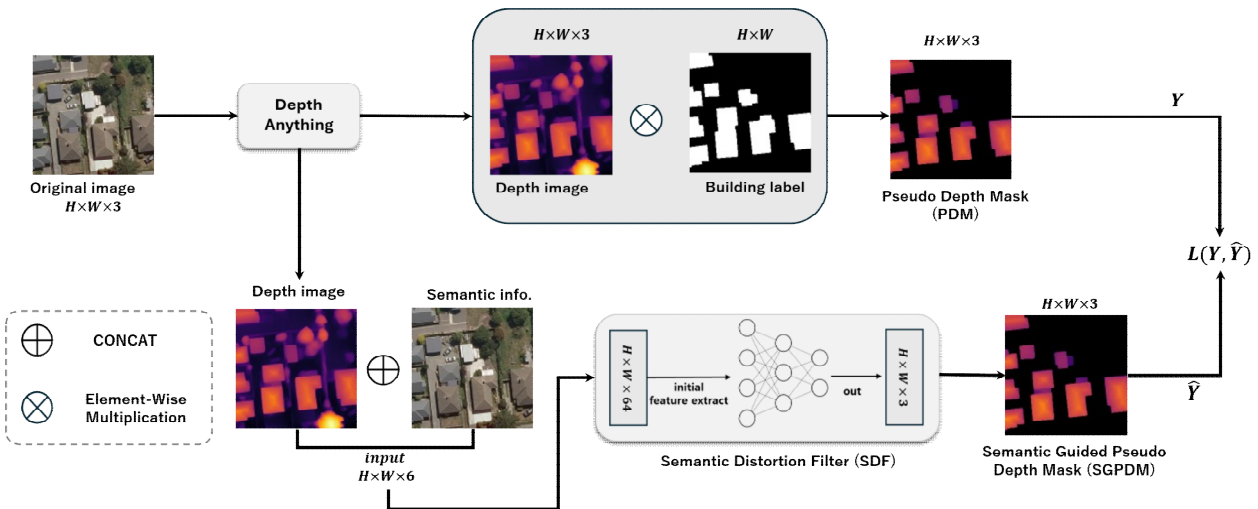 H×W×3
H×W
H×W×3
Depth
Anything
Y
Original image
H×W×3
Depth image
Building label
Pseudo Depth Mask
(PDM)
L(Y, Ŷ)
Depth image
Semantic info.
H×W×3
CONCAT
Element-Wise
Multiplication
H×W×64
initial
feature extract
out
H×W×3
Ŷ
input
H×W×6
Semantic Distortion Filter (SDF)
Semantic Guided Pseudo
Depth Mask (SGPDM)